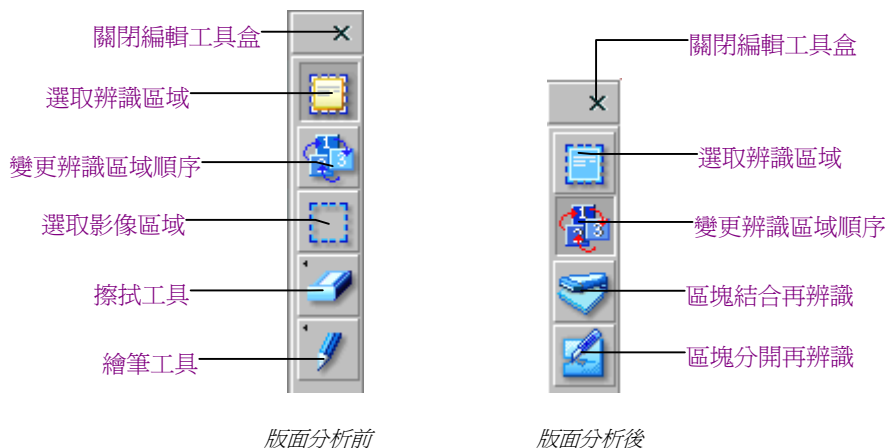 關閉編輯工具盒
選取辨識區域
變更辨識區域順序
選取影像區域
擦拭工具
繪筆工具
版面分析前
關閉編輯工具盒
選取辨識區域
變更辨識區域順序
區塊結合再辨識
區塊分開再辨識
版面分析後